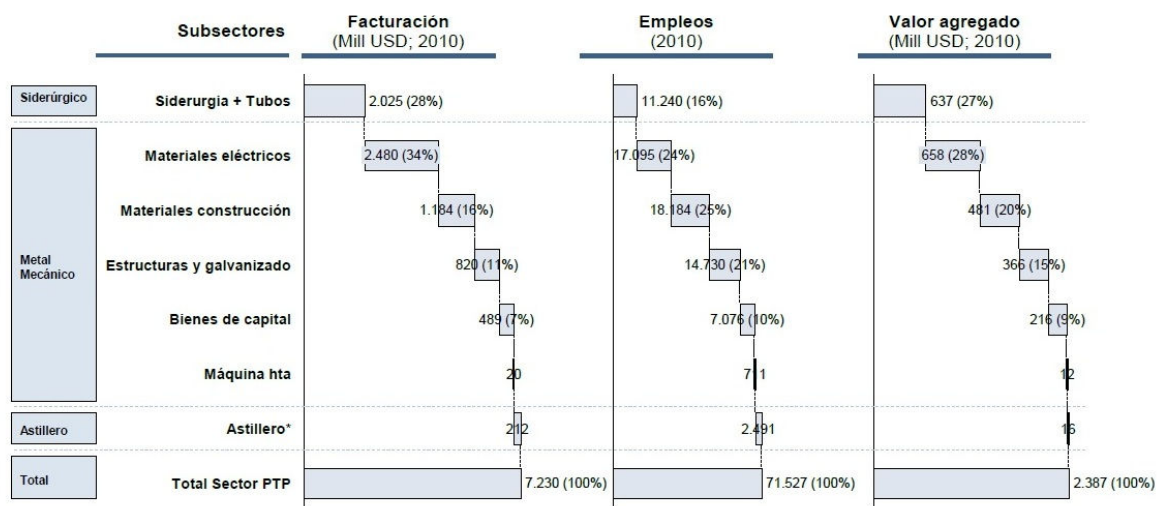 Subsectores
Facturación
(Mill USD; 2010)
Empleos
(2010)
Valor agregado
(Mill USD; 2010)
Siderúrgico
Siderurgia + Tubos
2.025 (28%)
11.240 (16%)
637 (27%)
Metal
Mecánico
Materiales eléctricos
2.480 (34%)
17.095 (24%)
658 (28%)
Materiales construcción
1.184 (16%)
18.184 (25%)
481 (20%)
Estructuras y galvanizado
820 (11%)
14.730 (21%)
366 (15%)
Bienes de capital
489 (7%)
7.076 (10%)
216 (9%)
Máquina hta
20
711
12
Astillero
Astillero*
212
2.491
16
Total
Total Sector PTP
7.230 (100%)
71.527 (100%)
2.387 (100%)